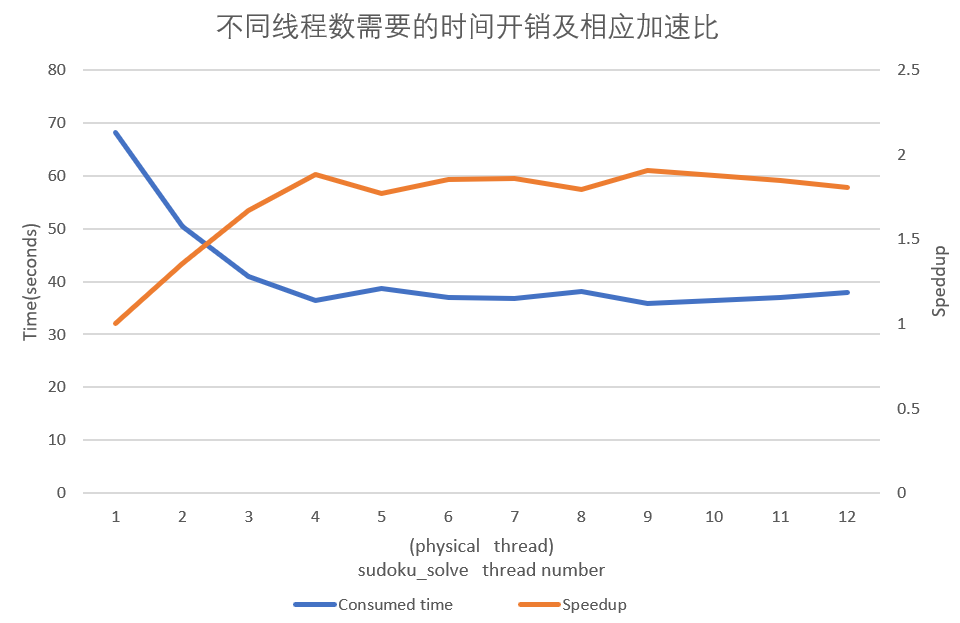 不同线程数需要的时间开销及相应加速比
80
70
60
50
40
30
20
10
0
Time(seconds)
2.5
2
1.5
1
0.5
0
Speddup
1 2 3 4 5 6 7 8 9 10 11 12
(physical thread)
sudoku_solve thread number
Consumed time Speedup